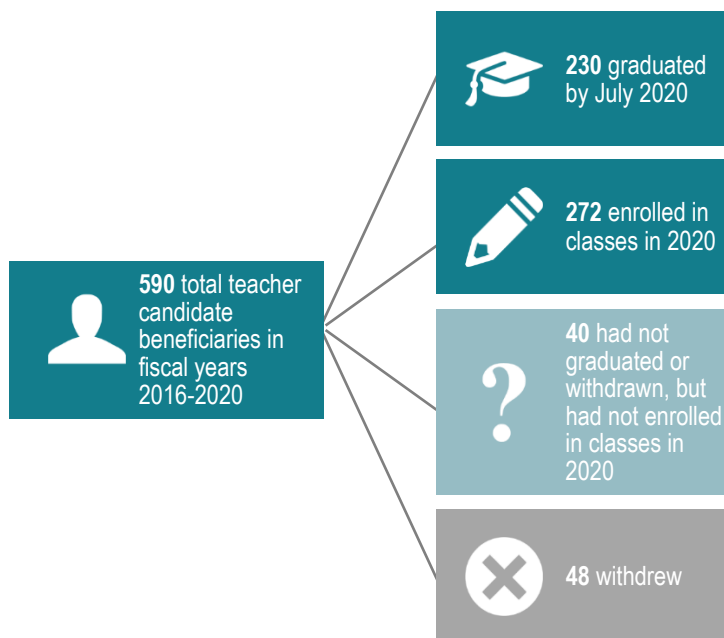 590 total teacher
candidate
beneficiaries in
fiscal years
2016-2020
230 graduated
by July 2020
272 enrolled in
classes in 2020
?
40 had not
graduated or
withdrawn, but
had not enrolled
in classes in
2020
48 withdrew